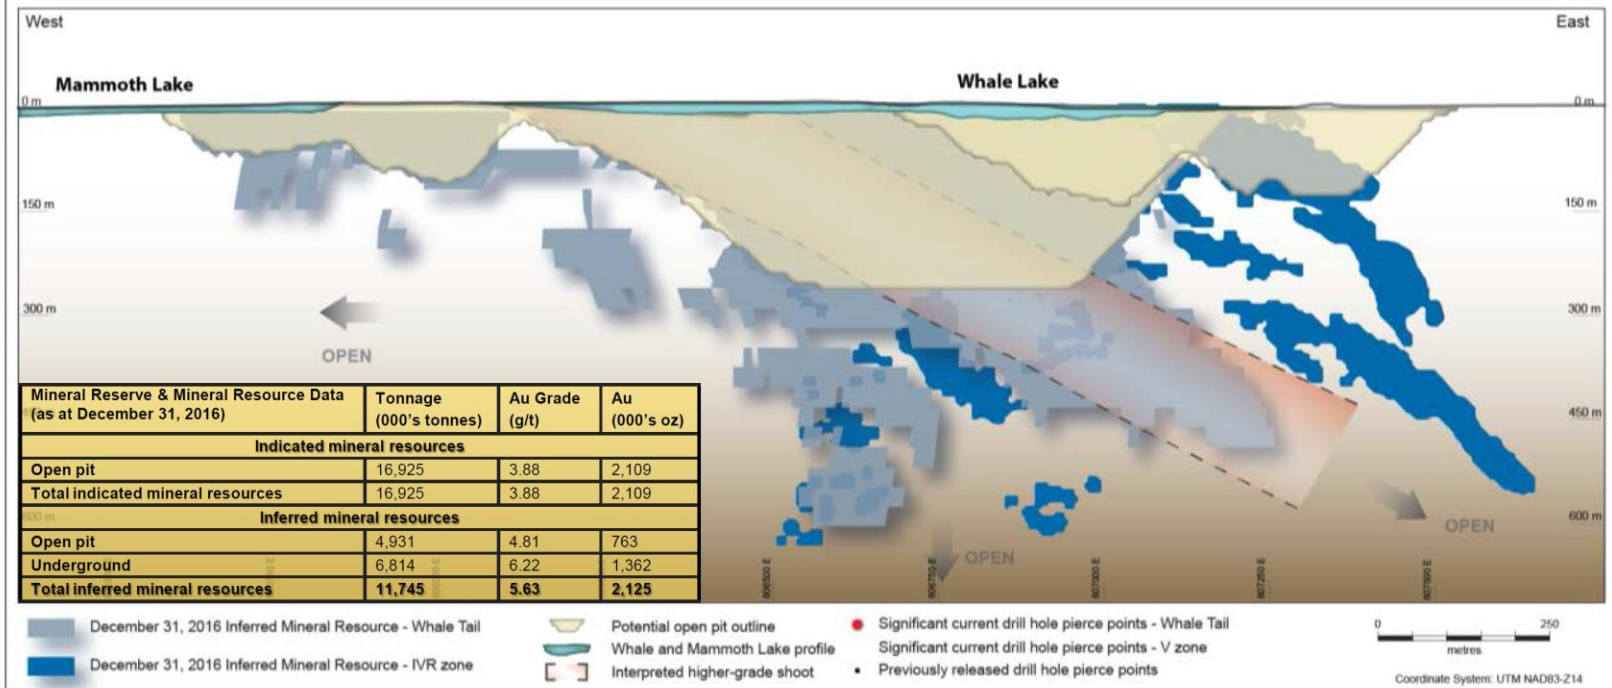 West
East
Mammoth Lake
Whale Lake
0 m
0 m
150 m
150 m
300 m
300 m
OPEN
450 m
600 m
OPEN
OPEN
Mineral Reserve & Mineral Resource Data (as at December 31, 2016) Tonnage (000's tonnes) Au Grade (g/t) Au (000's oz)
Indicated mineral resources
Open pit 16,925 3.88 2,109
Total indicated mineral resources 16,925 3.88 2,109
Inferred mineral resources
Open pit 4,931 4.81 763
Underground 6,814 6.22 1,362
Total inferred mineral resources 11,745 5.63 2,125
606500 E
606750 E
607000 E
607250 E
607500 E
December 31, 2016 Inferred Mineral Resource - Whale Tail
December 31, 2016 Inferred Mineral Resource - IVR zone
Potential open pit outline
Whale and Mammoth Lake profile
Interpreted higher-grade shoot
Significant current drill hole pierce points - Whale Tail
Significant current drill hole pierce points - V zone
Previously released drill hole pierce points
0 250
metres
Coordinate System: UTM NAD83-Z14